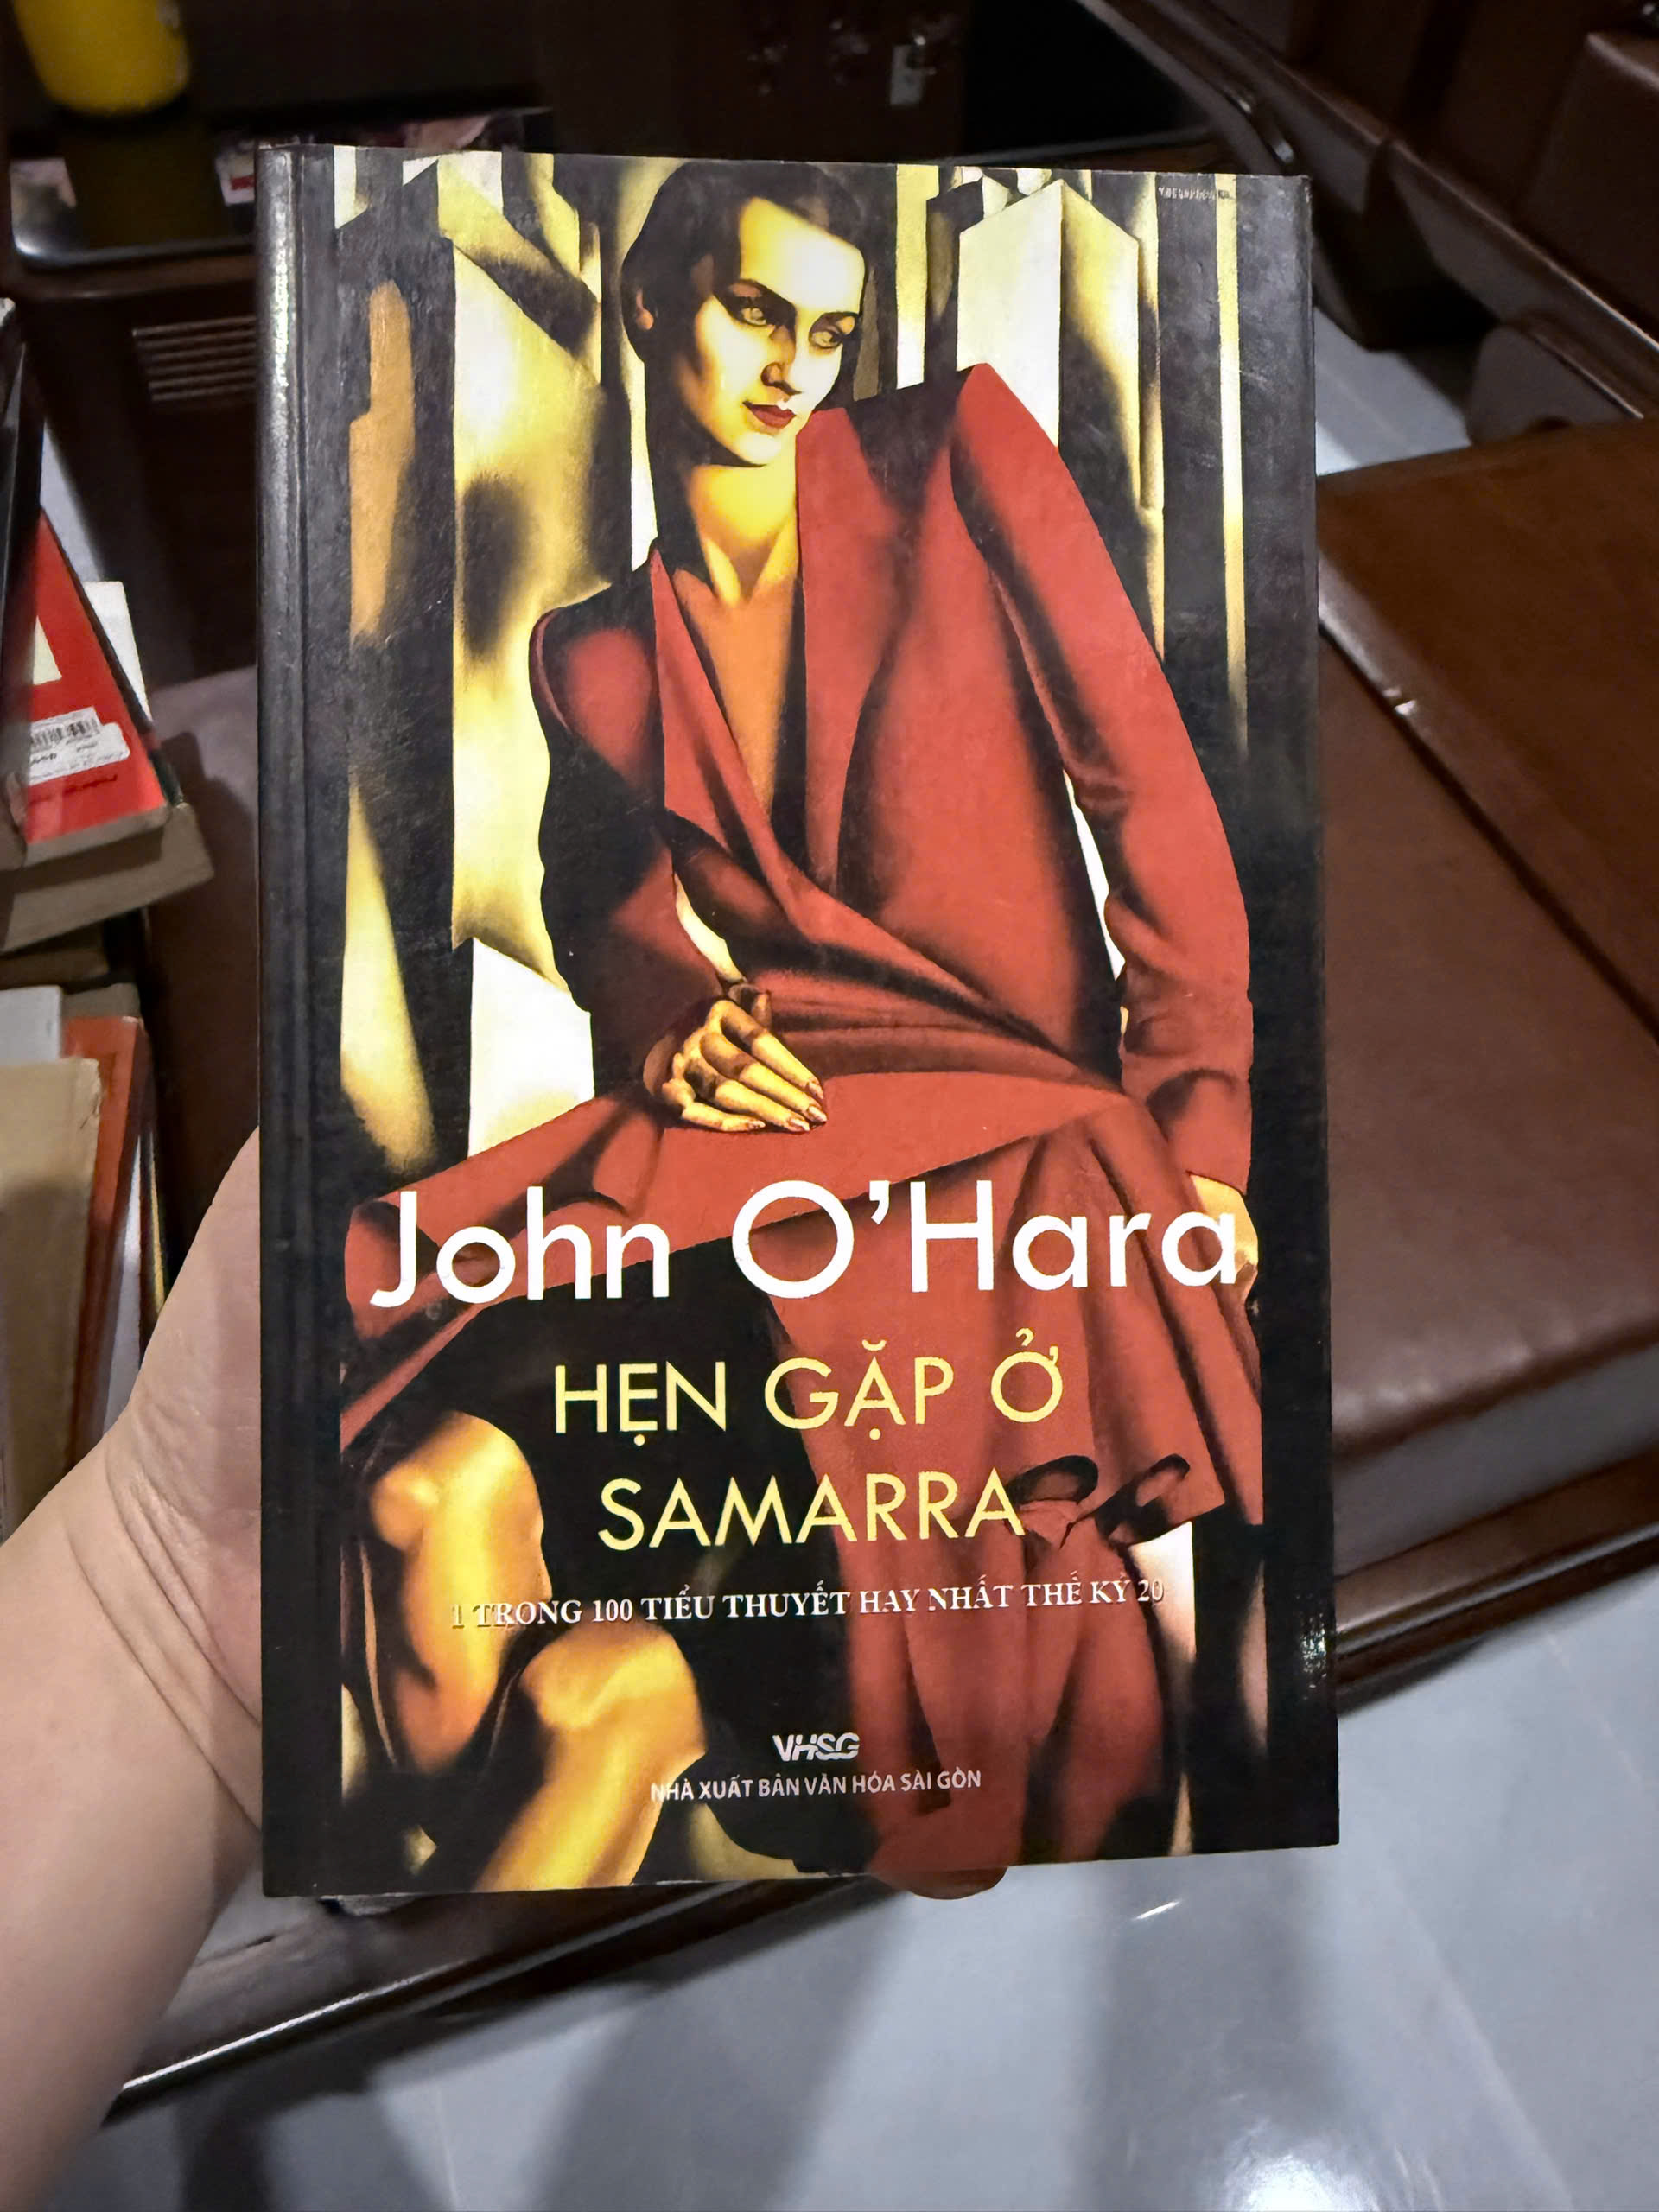 John O'Hara
HẸN GẶP Ở
SAMARRA
1 TRONG 100 TIỂU THUYẾT HAY NHẤT THẾ KỶ 20
VHSG
NHÀ XUẤT BẢN VĂN HÓA SÀI GÒN